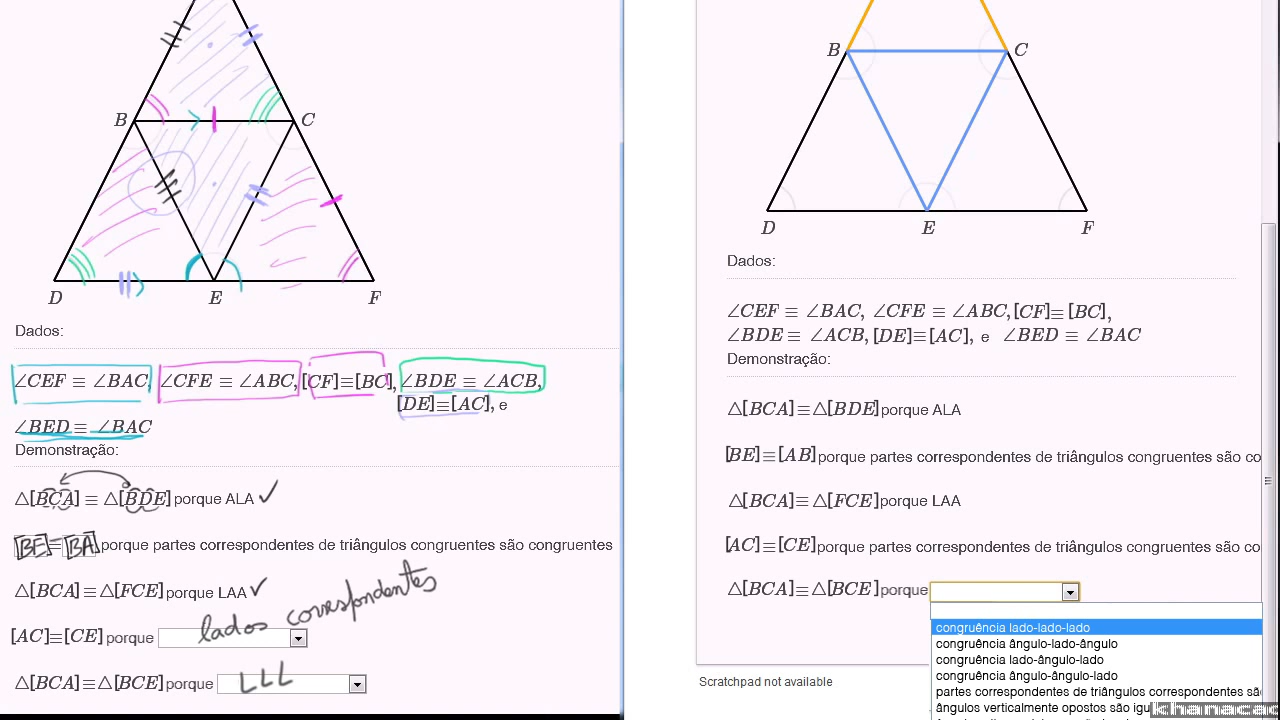 B C
D E F
Dados:
∠CEF ≡ ∠BAC, ∠CFE ≡ ∠ABC, [CF]≡[BC], ∠BDE ≡ ∠ACB,
[DE]≡[AC], e
∠BED ≡ ∠BAC
Demonstração:
△[BCA] ≡ △[BDE] porque ALA ✓
[BE]≡[BA] porque partes correspondentes de triângulos congruentes são congruentes
△[BCA] ≡ △[FCE] porque LAA ✓
[AC]≡[CE] porque lados correspondentes
△[BCA] ≡ △[BCE] porque LLL
B C
D E F
Dados:
∠CEF ≡ ∠BAC, ∠CFE ≡ ∠ABC, [CF]≡[BC],
∠BDE ≡ ∠ACB, [DE]≡[AC], e ∠BED ≡ ∠BAC
Demonstração:
△[BCA]≡△[BDE] porque ALA
[BE]≡[AB] porque partes correspondentes de triângulos congruentes são co
△[BCA]≡△[FCE] porque LAA
[AC]≡[CE] porque partes correspondentes de triângulos congruentes são co
△[BCA]≡△[BCE] porque
congruência lado-lado-lado
congruência ângulo-lado-ângulo
congruência lado-ângulo-lado
congruência ângulo-ângulo-lado
partes correspondentes de triângulos correspondentes sã
ângulos verticalmente opostos são igu
Scratchpad not available
khanacad